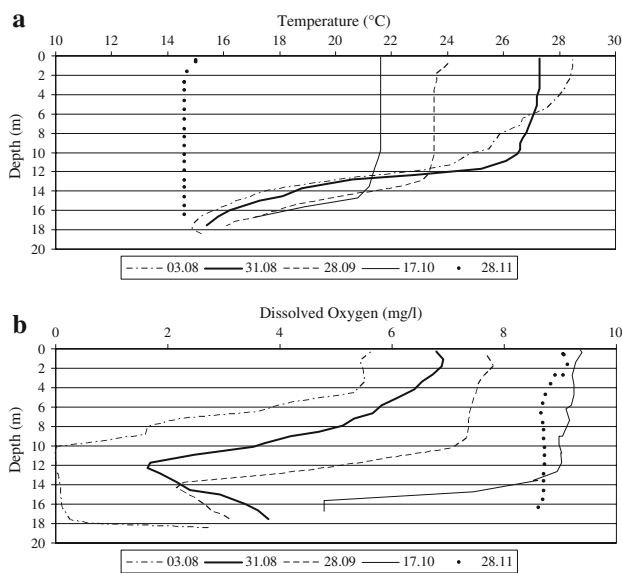 a
Temperature (°C)
10 12 14 16 18 20 22 24 26 28 30
Depth (m)
0
2
4
6
8
10
12
14
16
18
20
03.08 31.08 28.09 17.10 28.11
b
Dissolved Oxygen (mg/l)
0 2 4 6 8 10
Depth (m)
0
2
4
6
8
10
12
14
16
18
20
03.08 31.08 28.09 17.10 28.11